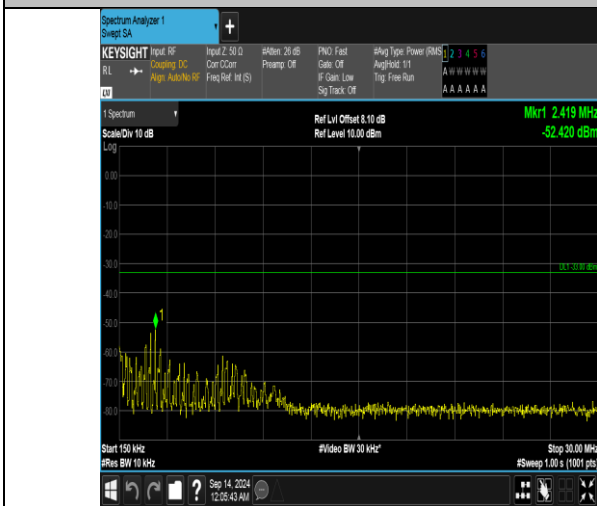 Spectrum Analyzer 1
Swept SA
KEYSIGHT
RL
Input: RF
Coupling: DC
Align: Auto/No RF
Input Z: 50 Ω
Corr CCorr
Freq Ref: Int (S)
#Atten: 26 dB
Preamp: Off
PNO: Fast
Gate: Off
IF Gain: Low
Sig Track: Off
#Avg Type: Power (RMS
Avg|Hold: 1/1
Trig: Free Run
1 2 3 4 5 6
A W W W W W
A A A A A A
LXI
1 Spectrum
Scale/Div 10 dB
Log
Ref Lvl Offset 8.10 dB
Ref Level 10.00 dBm
Mkr1 2.419 MHz
-52.420 dBm
0.00
-10.0
-20.0
-30.0
DL1 -33.00 dBm
-40.0
1
-50.0
-60.0
-70.0
-80.0
Start 150 kHz
#Res BW 10 kHz
#Video BW 30 kHz*
Stop 30.00 MHz
#Sweep 1.00 s (1001 pts)
Sep 14, 2024
12:05:43 AM